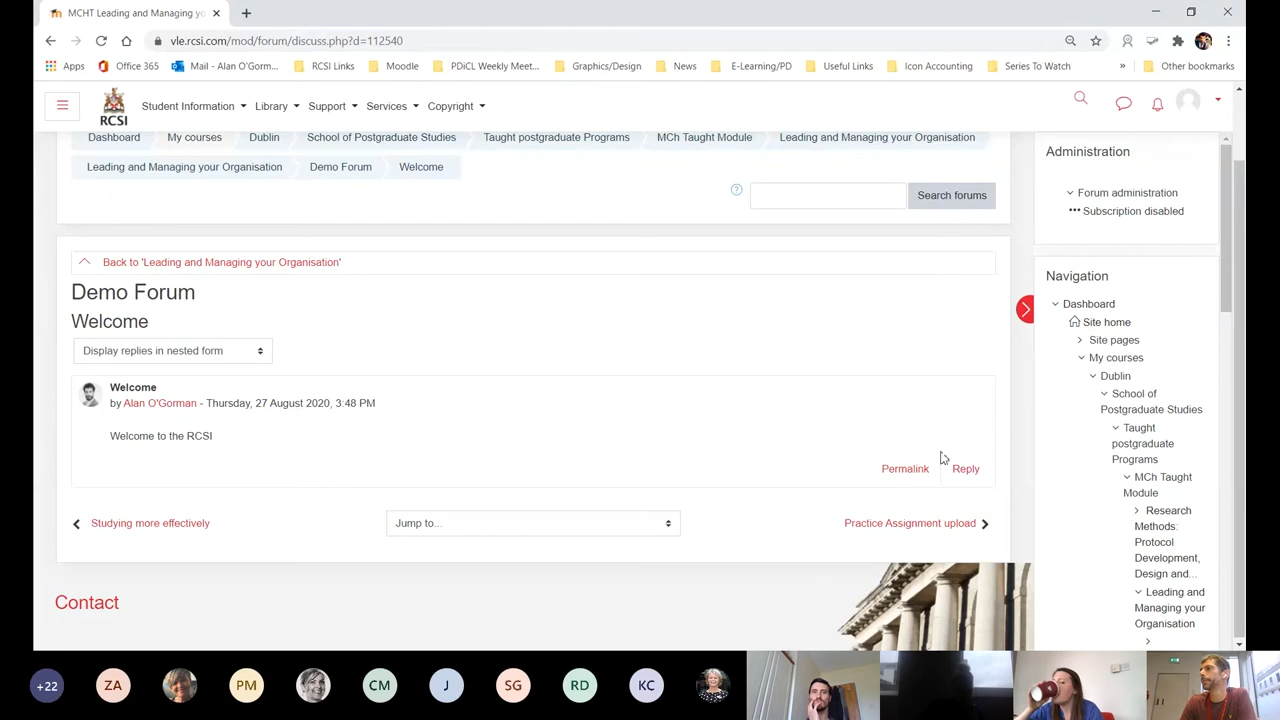 MCHT Leading and Managing yo
vle.rcsi.com/mod/forum/discuss.php?d=112540
Apps Office 365 Mail - Alan O'Gorm... RCSI Links Moodle PDiCL Weekly Meet... Graphics/Design News E-Learning/PD Useful Links Icon Accounting Series To Watch » Other bookmarks
RCSI Student Information Library Support Services Copyright
Dashboard My courses Dublin School of Postgraduate Studies Taught postgraduate Programs MCh Taught Module Leading and Managing your Organisation
Leading and Managing your Organisation Demo Forum Welcome
Search forums
Back to 'Leading and Managing your Organisation'
Demo Forum
Welcome
Display replies in nested form
Welcome
by Alan O'Gorman - Thursday, 27 August 2020, 3:48 PM
Welcome to the RCSI
Permalink Reply
Studying more effectively Jump to... Practice Assignment upload
Contact
Administration
Forum administration
Subscription disabled
Navigation
Dashboard
Site home
Site pages
My courses
Dublin
School of
Postgraduate Studies
Taught
postgraduate
Programs
MCh Taught
Module
Research
Methods:
Protocol
Development,
Design and...
Leading and
Managing your
Organisation
+22 ZA PM CM J SG RD KC